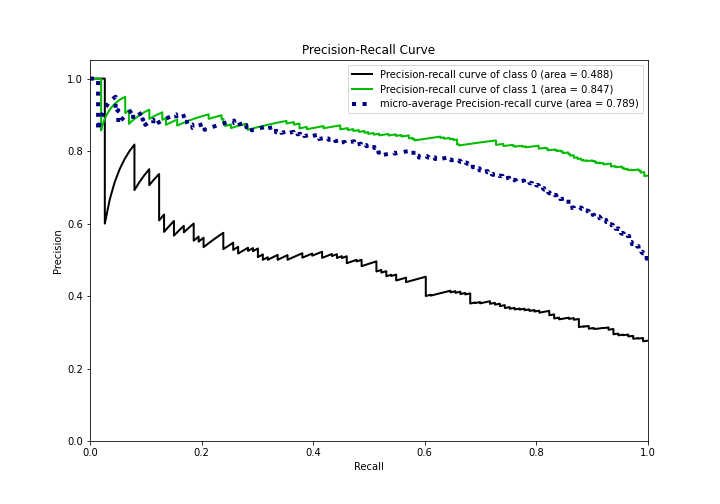 Precision-Recall Curve
Precision-recall curve of class 0 (area = 0.488)
Precision-recall curve of class 1 (area = 0.847)
micro-average Precision-recall curve (area = 0.789)
Precision
1.0
0.8
0.6
0.4
0.2
0.0
0.0 0.2 0.4 0.6 0.8 1.0
Recall